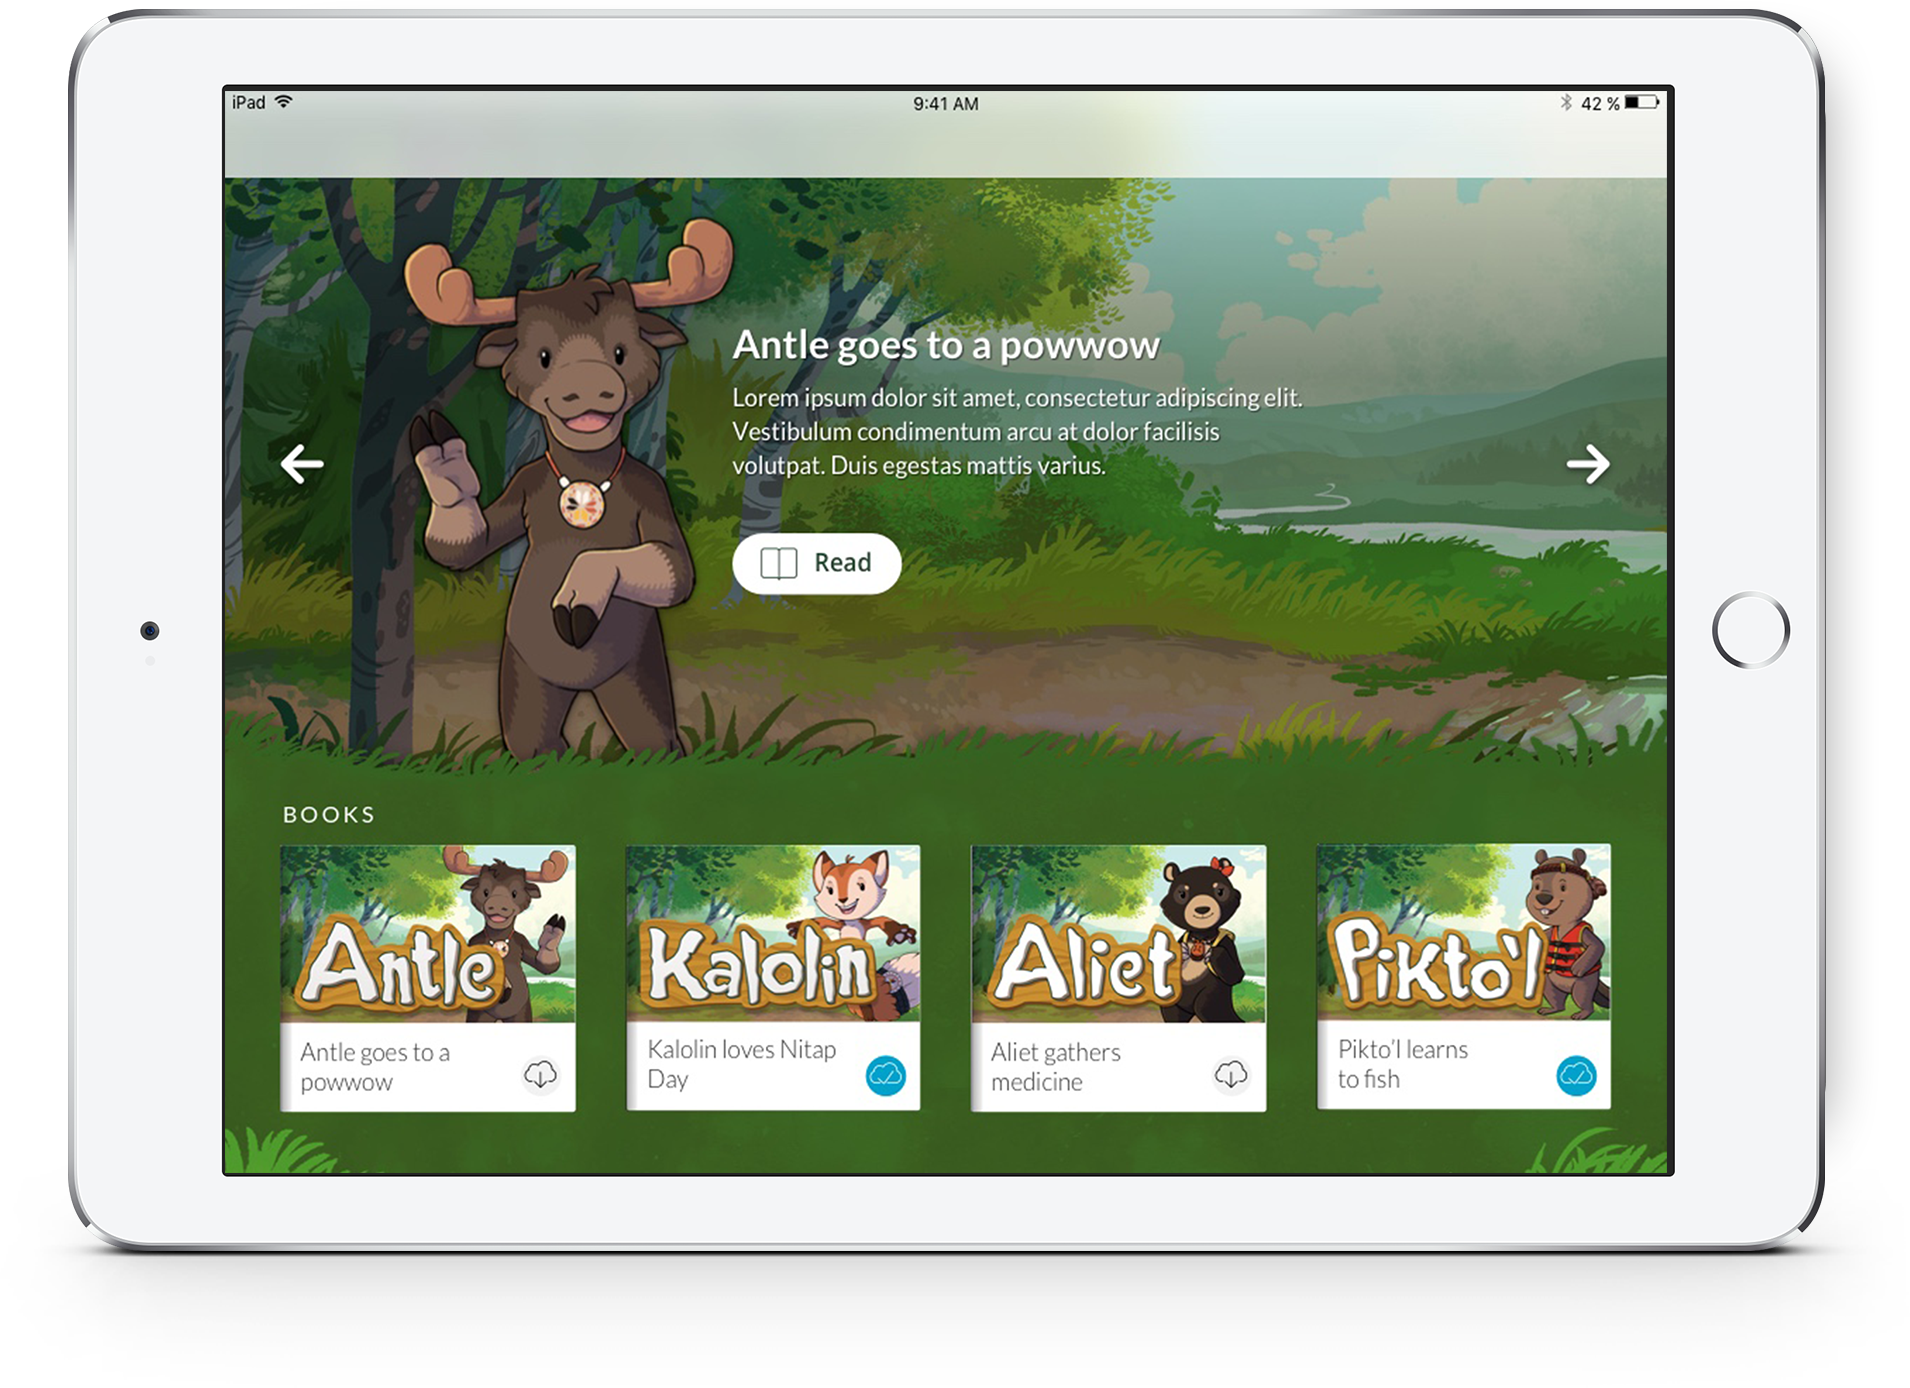 iPad
9:41 AM
42 %
Antle goes to a powwow
Lorem ipsum dolor sit amet, consectetur adipiscing elit.
Vestibulum condimentum arcu at dolor facilisis
volutpat. Duis egestas mattis varius.
Read
BOOKS
Antle
Antle goes to a
powwow
Kalolin
Kalolin loves Nitap
Day
Aliet
Aliet gathers
medicine
Pikto'l
Pikto'l learns
to fish